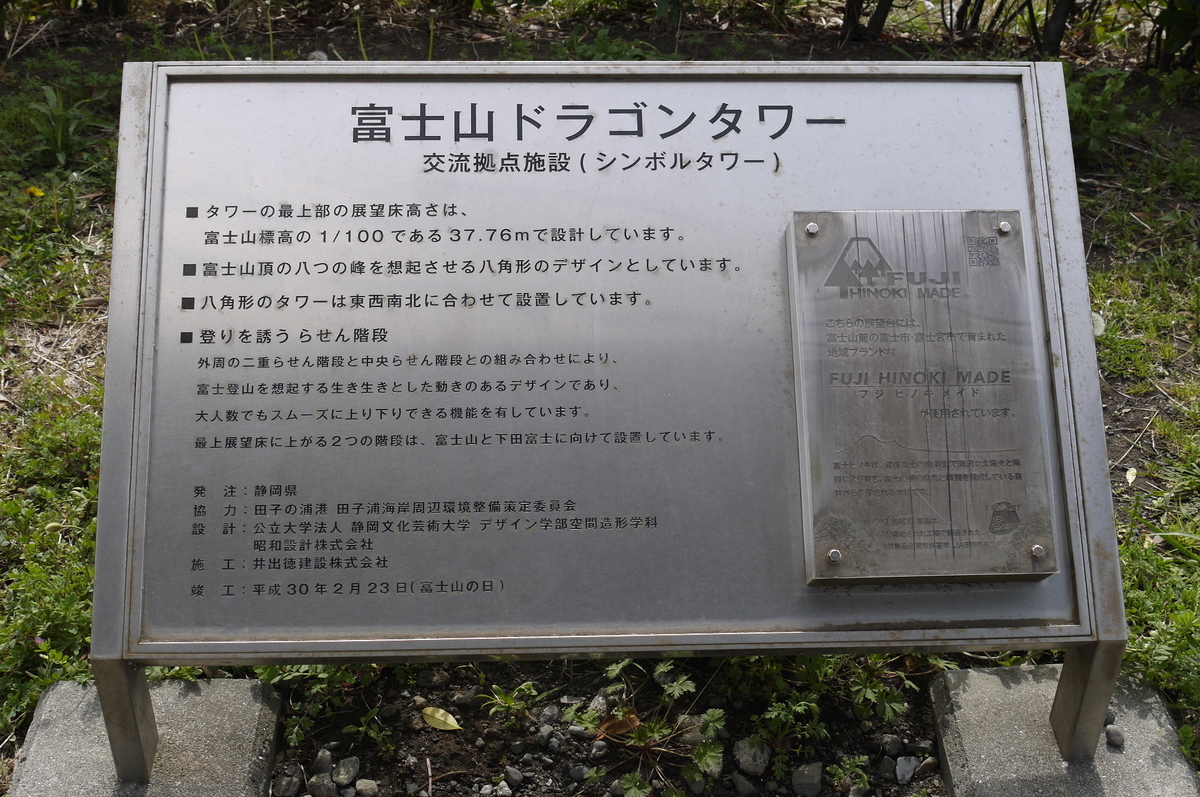 富士山ドラゴンタワー
交流拠点施設(シンボルタワー)
■タワーの最上部の展望床高さは、
富士山標高の1/100である37.76mで設計しています。
■富士山頂の八つの峰を想起させる八角形のデザインとしています。
■八角形のタワーは東西南北に合わせて設置しています。
■登りを誘うらせん階段
外周の二重らせん階段と中央らせん階段との組み合わせにより、
富士登山を想起する生き生きとした動きのあるデザインであり、
大人数でもスムーズに上り下りできる機能を有しています。
最上展望床に上がる2つの階段は、富士山と下田富士に向けて設置しています。
発 注：静岡県
協 力：田子の浦港 田子浦海岸周辺環境整備策定委員会
設 計：公立大学法人 静岡文化芸術大学 デザイン学部空間造形学科
昭和設計株式会社
施 工：井出徳建設株式会社
竣 工：平成30年2月23日(富士山の日)
FUJI
HINOKI MADE
こちらの展望台には、
富士山麓の富士市・富士宮市で育まれた
地域ブランド材
FUJI HINOKI MADE
フジ ヒノキ メイド
が使用されています。
富士ヒノキは、